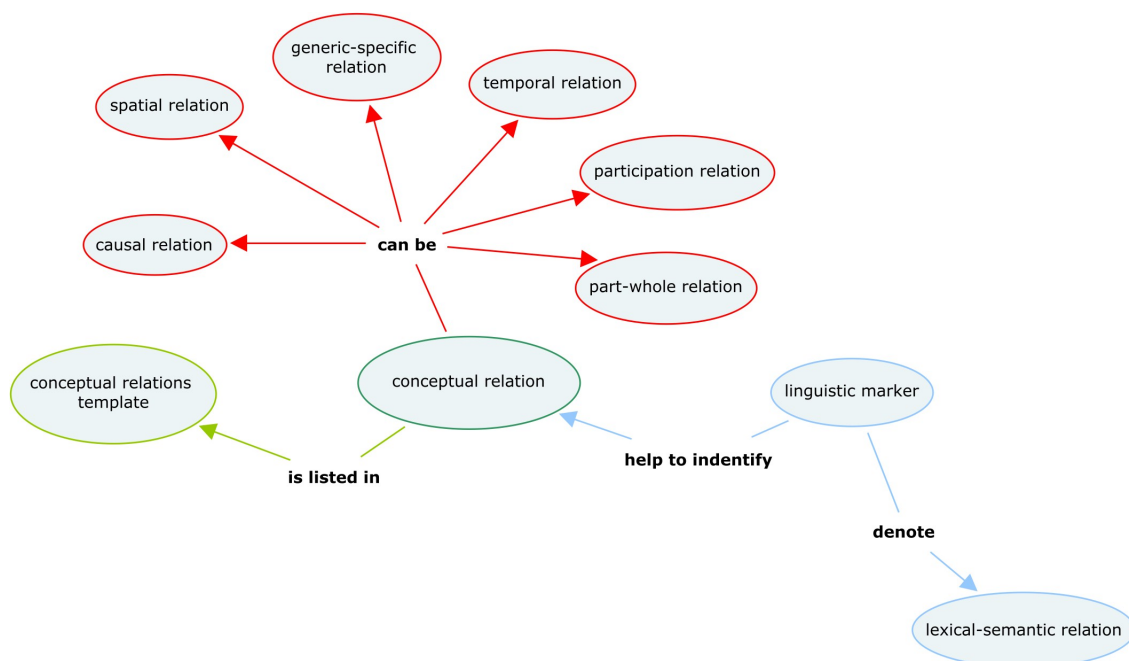 generic-specific
relation
temporal relation
spatial relation
participation relation
causal relation
can be
part-whole relation
conceptual relations
template
conceptual relation
linguistic marker
help to indentify
is listed in
denote
lexical-semantic relation